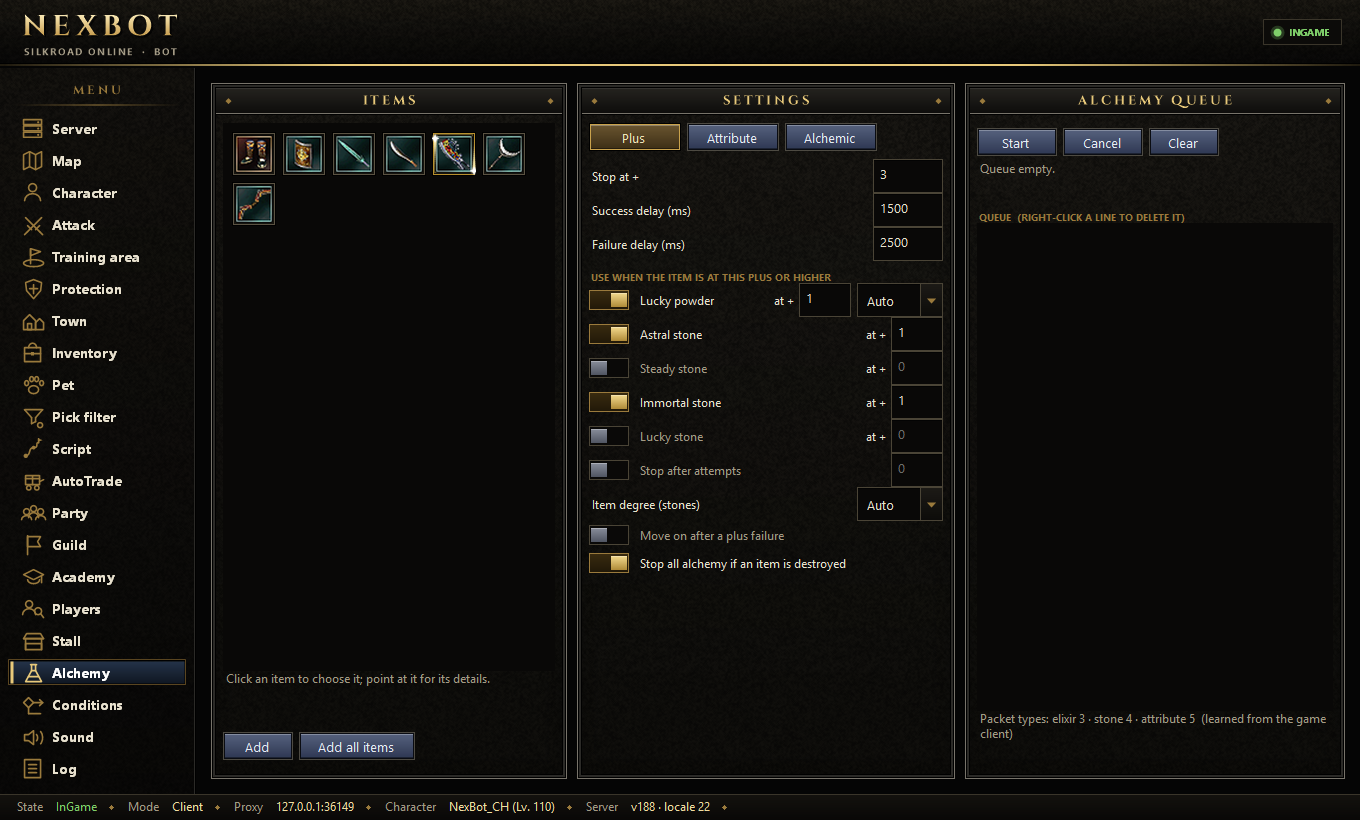 NEXBOT
SILKROAD ONLINE · BOT
INGAME
MENU
Server
Map
Character
Attack
Training area
Protection
Town
Inventory
Pet
Pick filter
Script
AutoTrade
Party
Guild
Academy
Players
Stall
Alchemy
Conditions
Sound
Log
ITEMS
Click an item to choose it; point at it for its details.
Add Add all items
SETTINGS
Plus Attribute Alchemic
Stop at + 3
Success delay (ms) 1500
Failure delay (ms) 2500
USE WHEN THE ITEM IS AT THIS PLUS OR HIGHER
Lucky powder at + 1 Auto
Astral stone at + 1
Steady stone at + 0
Immortal stone at + 1
Lucky stone at + 0
Stop after attempts 0
Item degree (stones) Auto
Move on after a plus failure
Stop all alchemy if an item is destroyed
ALCHEMY QUEUE
Start Cancel Clear
Queue empty.
QUEUE (RIGHT-CLICK A LINE TO DELETE IT)
Packet types: elixir 3 · stone 4 · attribute 5 (learned from the game
client)
State InGame Mode Client Proxy 127.0.0.1:36149 Character NexBot_CH (Lv. 110) Server v188 · locale 22